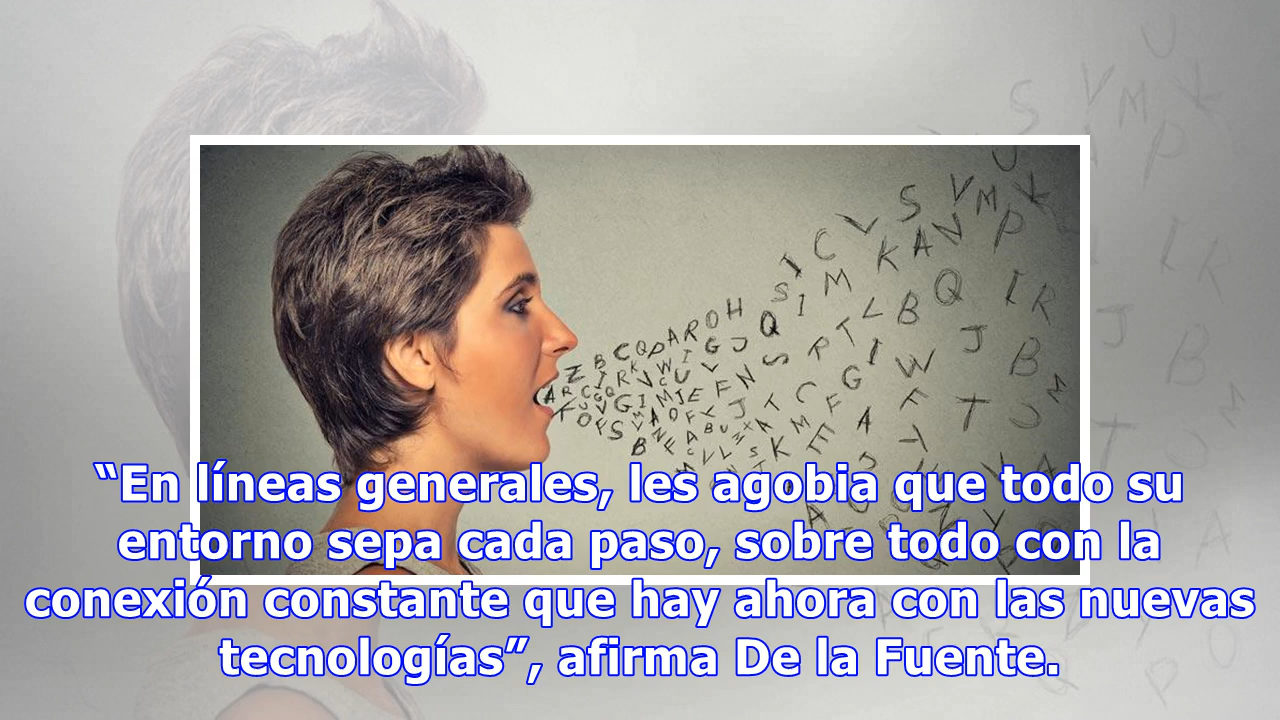 “En líneas generales, les agobia que todo su
entorno sepa cada paso, sobre todo con la
conexión constante que hay ahora con las nuevas
tecnologías”, afirma De la Fuente.